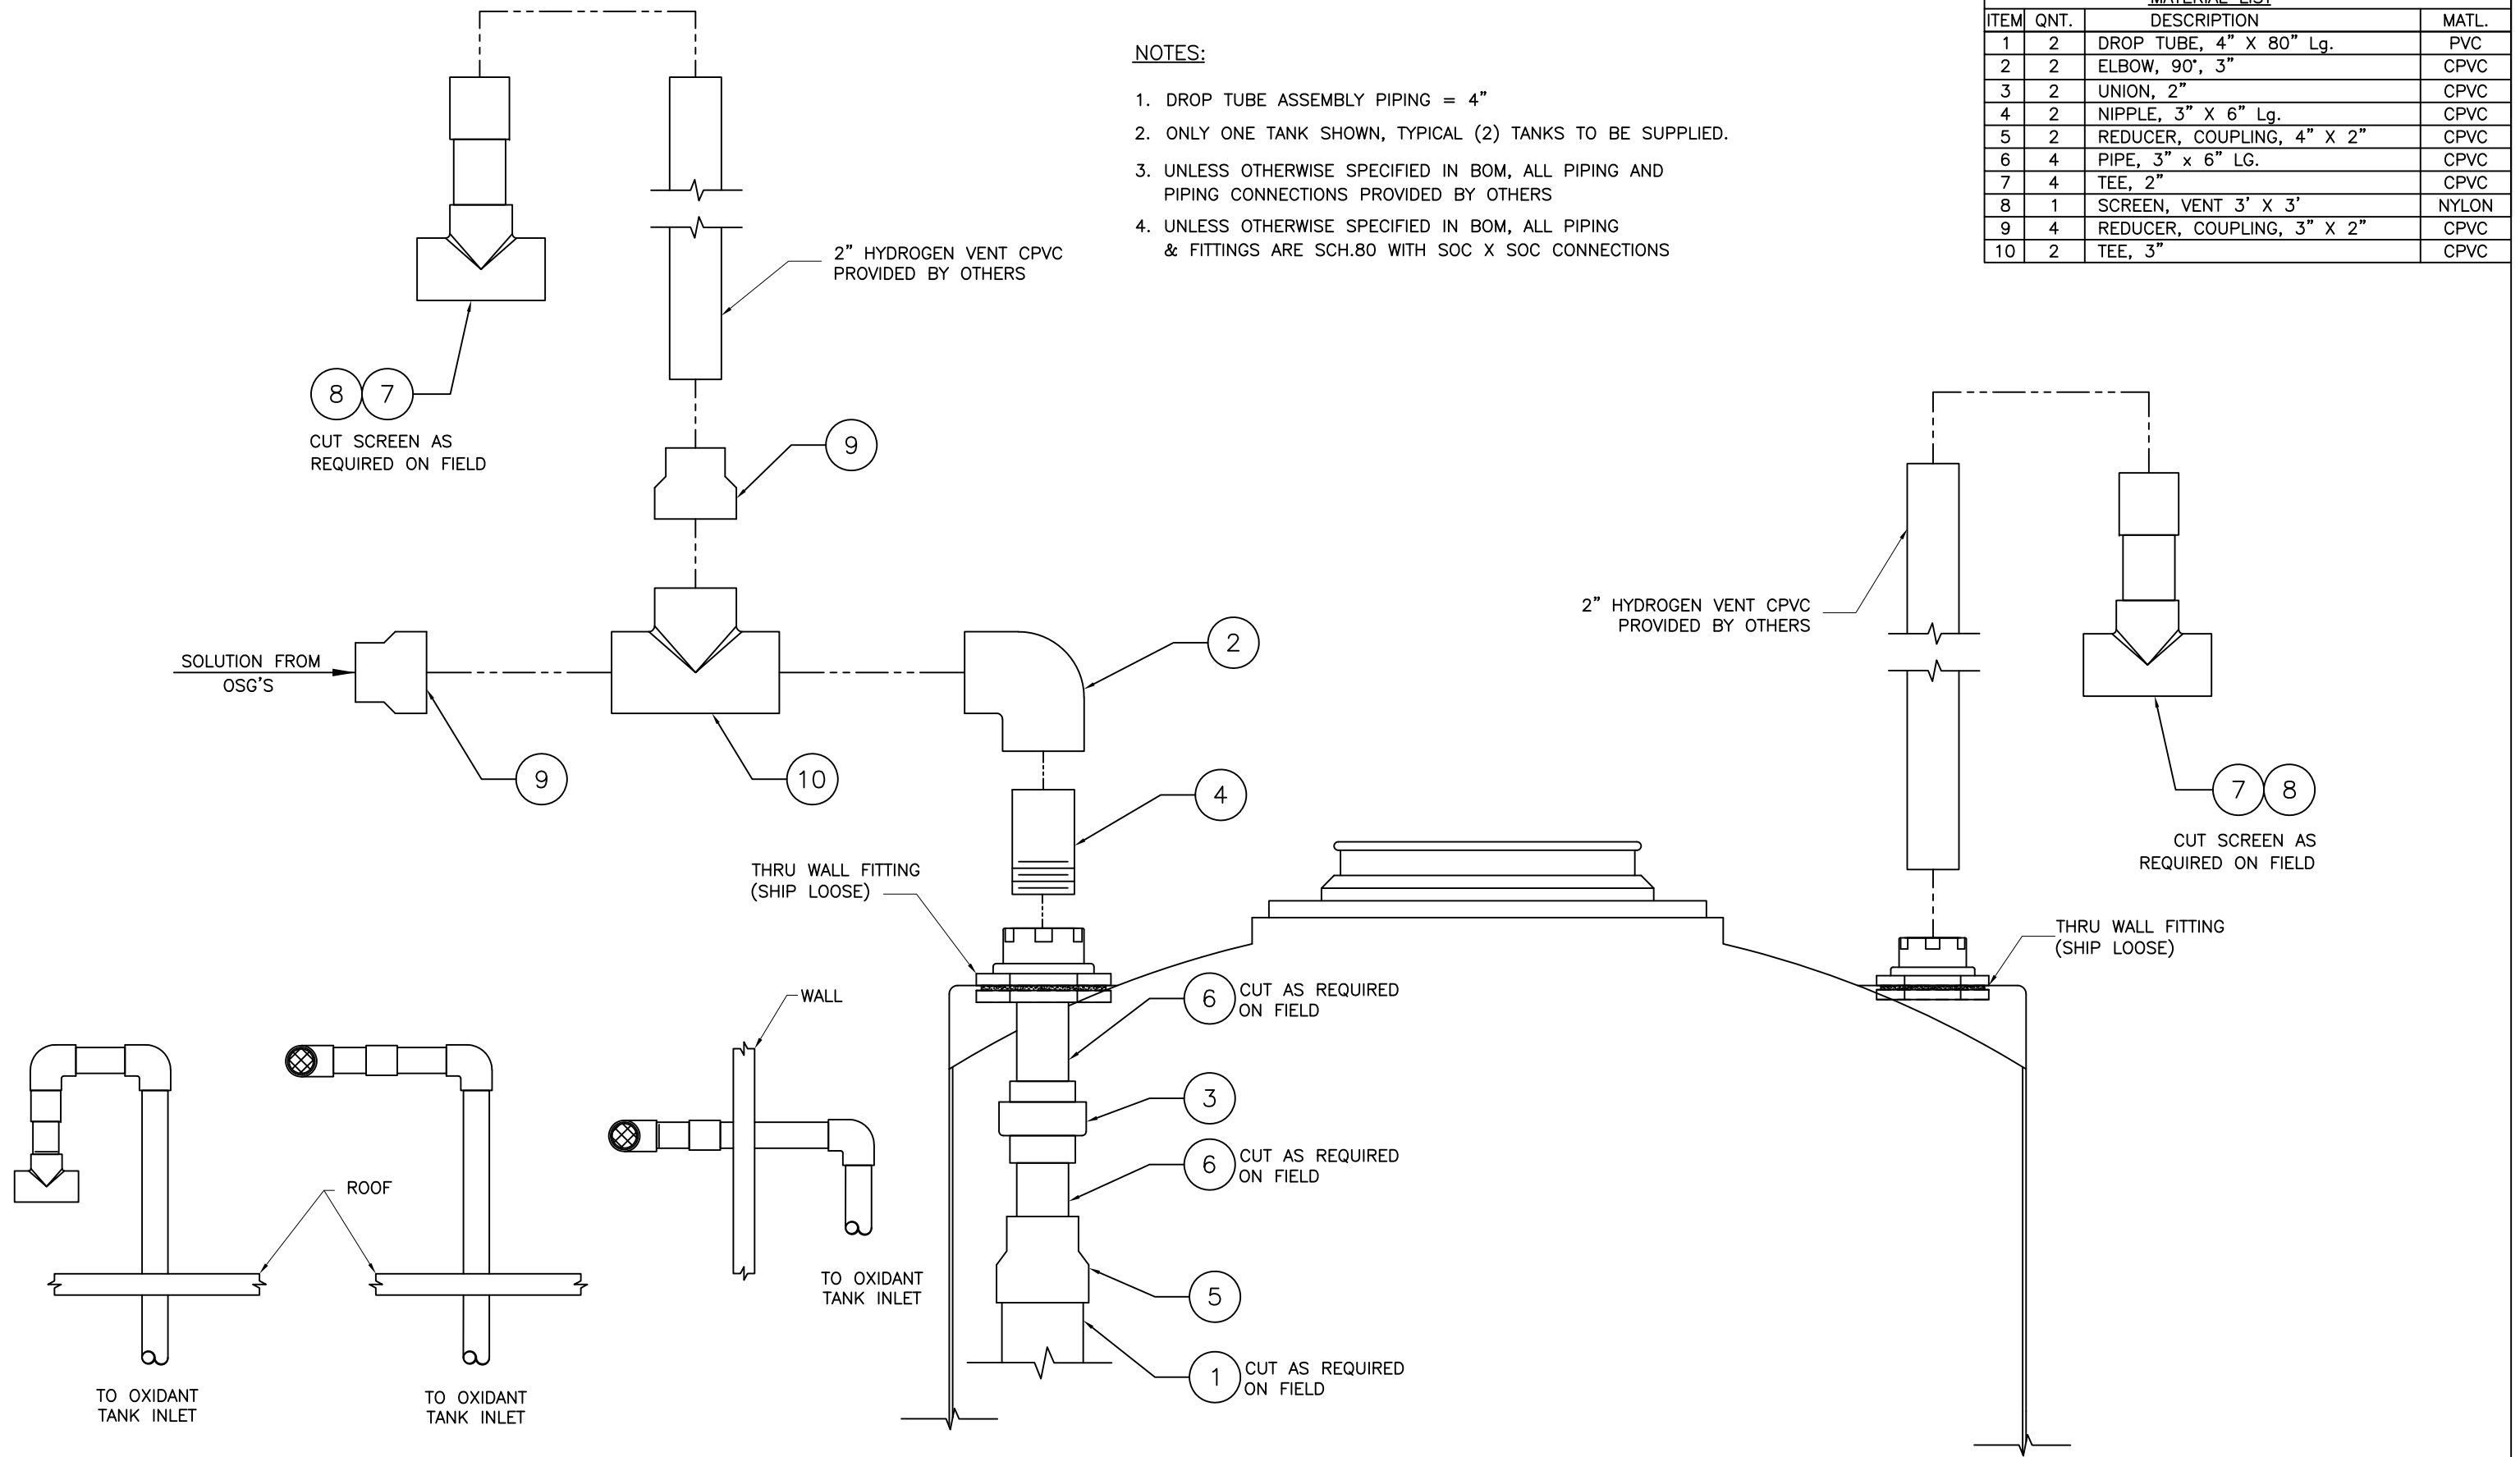 MATERIAL LIST
ITEM QNT. DESCRIPTION MATL.
1 2 DROP TUBE, 4" X 80" Lg. PVC
2 2 ELBOW, 90°, 3" CPVC
3 2 UNION, 2" CPVC
4 2 NIPPLE, 3" X 6" Lg. CPVC
5 2 REDUCER, COUPLING, 4" X 2" CPVC
6 4 PIPE, 3" x 6" LG. CPVC
7 4 TEE, 2" CPVC
8 1 SCREEN, VENT 3' X 3' NYLON
9 4 REDUCER, COUPLING, 3" X 2" CPVC
10 2 TEE, 3" CPVC
NOTES:
1. DROP TUBE ASSEMBLY PIPING = 4"
2. ONLY ONE TANK SHOWN, TYPICAL (2) TANKS TO BE SUPPLIED.
3. UNLESS OTHERWISE SPECIFIED IN BOM, ALL PIPING AND
PIPING CONNECTIONS PROVIDED BY OTHERS
4. UNLESS OTHERWISE SPECIFIED IN BOM, ALL PIPING
& FITTINGS ARE SCH.80 WITH SOC X SOC CONNECTIONS
2" HYDROGEN VENT CPVC
PROVIDED BY OTHERS
8 7
CUT SCREEN AS
REQUIRED ON FIELD
9
SOLUTION FROM
OSG'S
9
10
2
4
2" HYDROGEN VENT CPVC
PROVIDED BY OTHERS
7 8
CUT SCREEN AS
REQUIRED ON FIELD
THRU WALL FITTING
(SHIP LOOSE)
THRU WALL FITTING
(SHIP LOOSE)
6 CUT AS REQUIRED
ON FIELD
3
6 CUT AS REQUIRED
ON FIELD
5
1 CUT AS REQUIRED
ON FIELD
WALL
ROOF
TO OXIDANT
TANK INLET
TO OXIDANT
TANK INLET
TO OXIDANT
TANK INLET